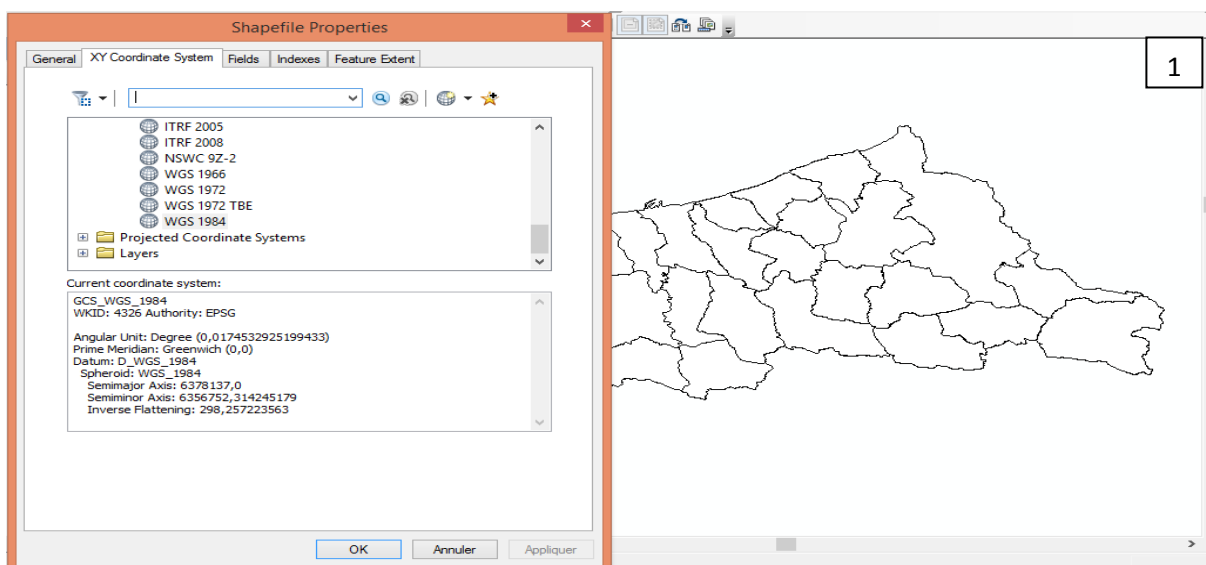 Shapefile Properties
×
General XY Coordinate System Fields Indexes Feature Extent
ITRF 2005
ITRF 2008
NSWC 9Z-2
WGS 1966
WGS 1972
WGS 1972 TBE
WGS 1984
Projected Coordinate Systems
Layers
Current coordinate system:
GCS_WGS_1984
WKID: 4326 Authority: EPSG
Angular Unit: Degree (0,0174532925199433)
Prime Meridian: Greenwich (0,0)
Datum: D_WGS_1984
Spheroid: WGS_1984
Semimajor Axis: 6378137,0
Semiminor Axis: 6356752,314245179
Inverse Flattening: 298,257223563
OK Annuler Appliquer
1